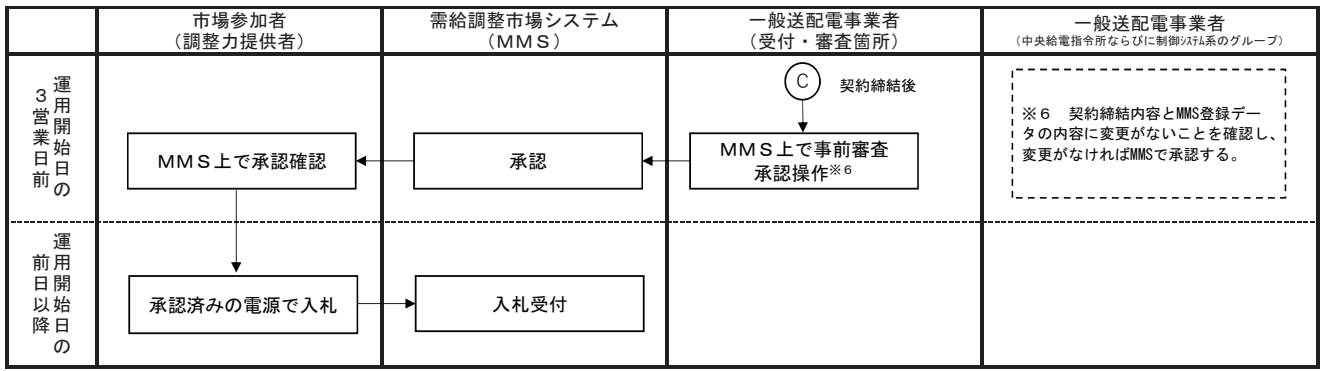 市場参加者
（調整力提供者）
需給調整市場システム
（ＭＭＳ）
一般送配電事業者
（受付・審査箇所）
一般送配電事業者
（中央給電指令所ならびに制御ｼｽﾃﾑ系のグループ）
運用開始日の
３営業日前
C
契約締結後
ＭＭＳ上で承認確認
承認
ＭＭＳ上で事前審査
承認操作※６
※６　契約締結内容とMMS登録デー
タの内容に変更がないことを確認し、
変更がなければMMSで承認する。
運用開始日の
前日以降
承認済みの電源で入札
入札受付